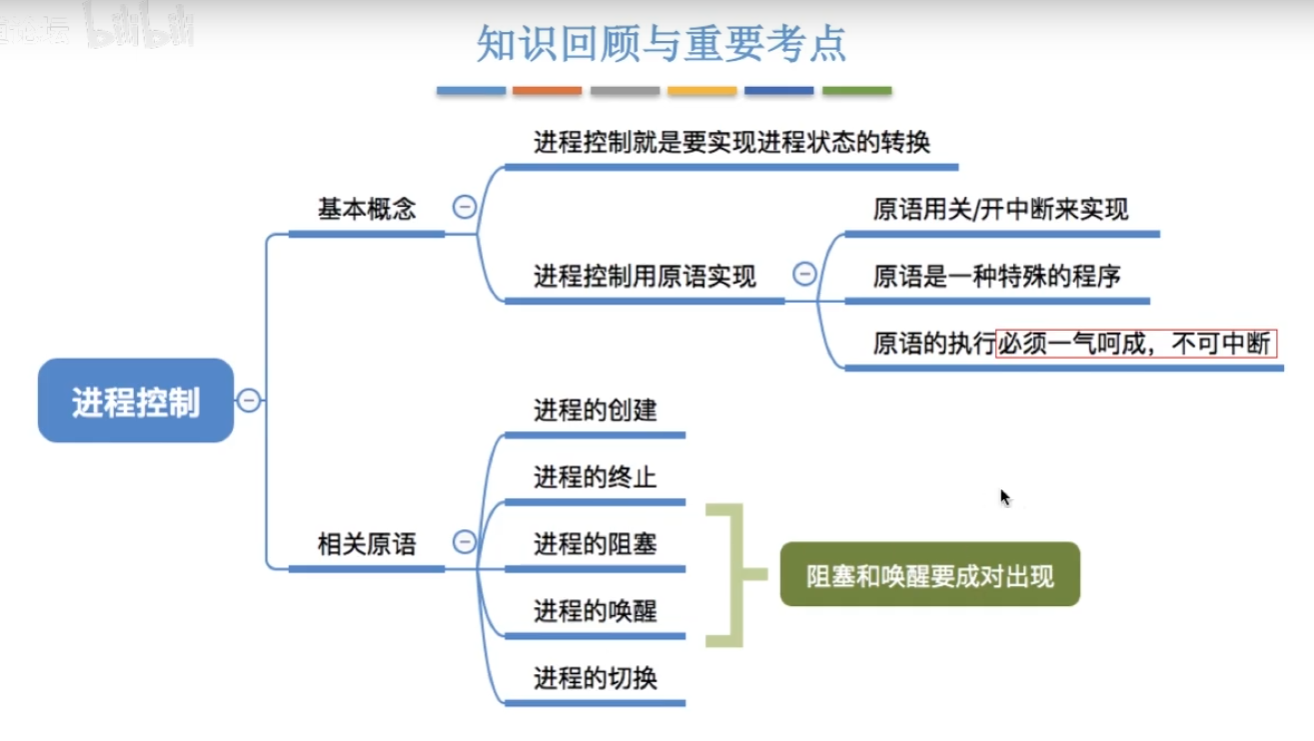 bilibili
知识回顾与重要考点
进程控制就是要实现进程状态的转换
基本概念
原语用关/开中断来实现
进程控制用原语实现
原语是一种特殊的程序
原语的执行必须一气呵成，不可中断
进程控制
进程的创建
进程的终止
相关原语
进程的阻塞
阻塞和唤醒要成对出现
进程的唤醒
进程的切换